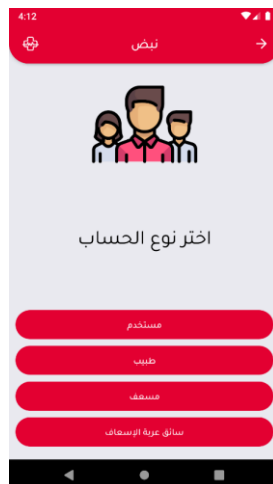 4:12
نبض
اختر نوع الحساب
مستخدم
طبيب
مسعف
سائق عربة الإسعاف